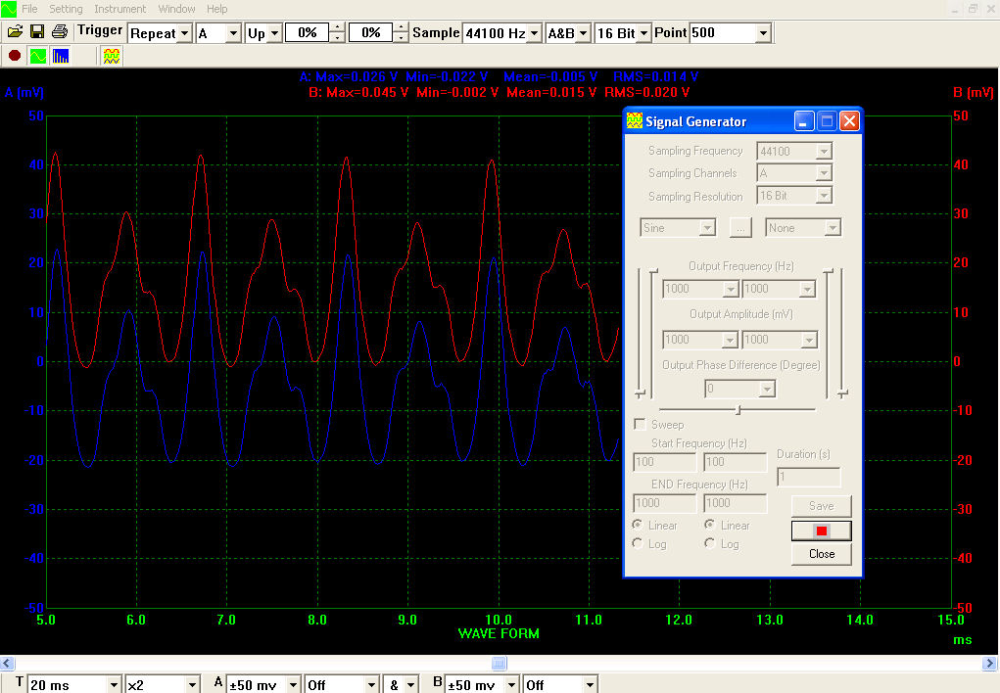 File Setting Instrument Window Help
Trigger Repeat A Up 0% 0% Sample 44100 Hz A&B 16 Bit Point 500
A: Max=0.026 V Min=-0.022 V Mean=-0.005 V RMS=0.014 V
A (mV) B: Max=0.045 V Min=-0.002 V Mean=0.015 V RMS=0.020 V B (mV)
50 50
40 40
30 30
20 20
10 10
0 0
-10 -10
-20 -20
-30 -30
-40 -40
-50 -50
5.0 6.0 7.0 8.0 9.0 10.0 11.0 12.0 13.0 14.0 15.0
WAVE FORM
ms
Signal Generator
Sampling Frequency 44100
Sampling Channels A
Sampling Resolution 16 Bit
Sine ... None
Output Frequency (Hz)
1000 1000
Output Amplitude (mV)
1000 1000
Output Phase Difference (Degree)
0
Sweep
Start Frequency (Hz) Duration (s)
100 100 1
END Frequency (Hz)
1000 1000 Save
Linear Linear
Log Log Close
T 20 ms x2 A ±50 mv Off & B ±50 mv Off